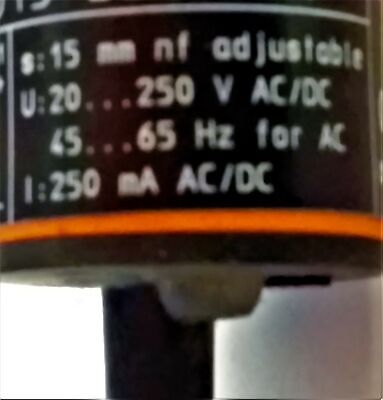 s:15 mm nf adjustable
U:20...250 V AC/DC
45...65 Hz for AC
I:250 mA AC/DC